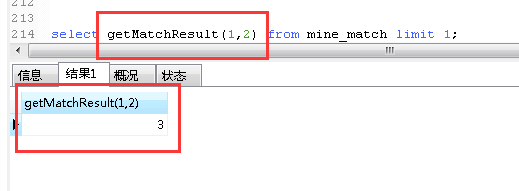 212
213
214 select getMatchResult(1,2) from mine_match limit 1;
信息 结果1 概况 状态
getMatchResult(1,2)
3